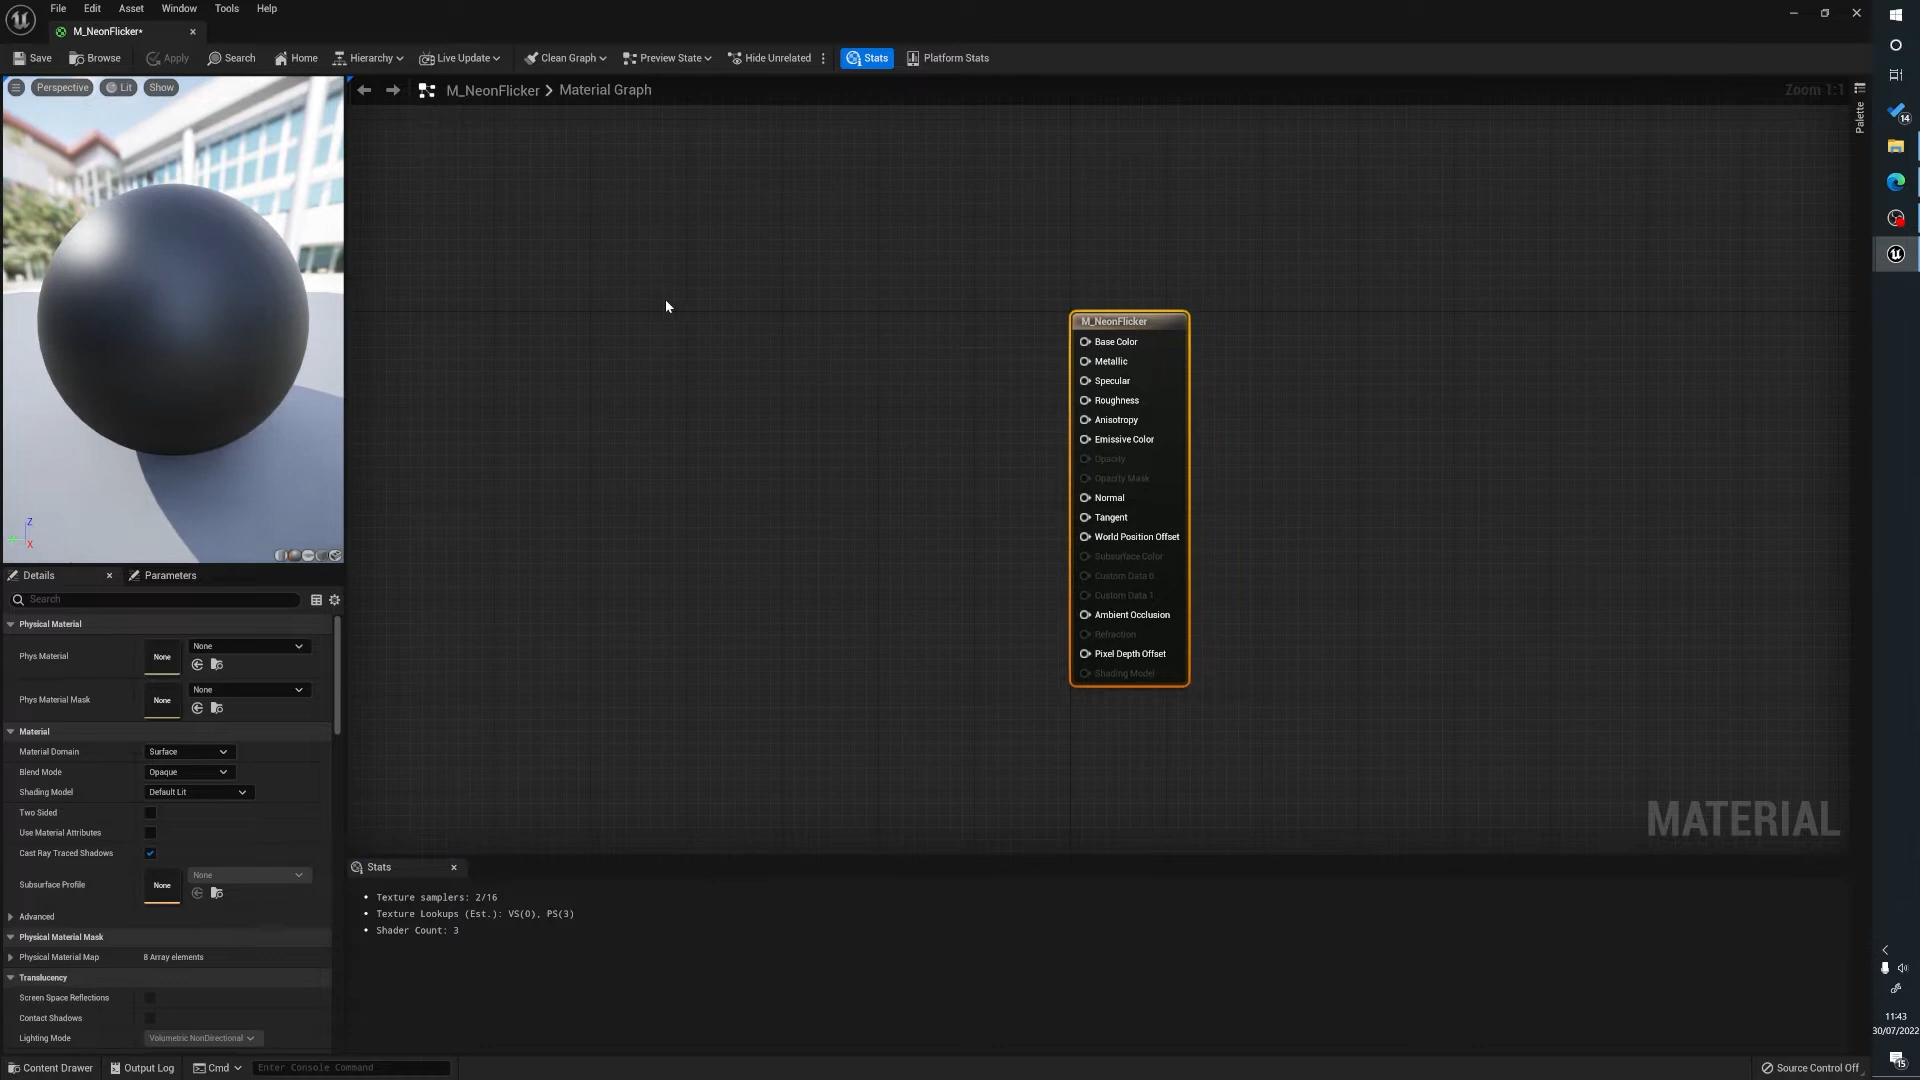 File Edit Asset Window Tools Help
M_NeonFlicker*
Save Browse Apply Search Home Hierarchy Live Update Clean Graph Preview State Hide Unrelated Stats Platform Stats
Perspective Lit Show
M_NeonFlicker > Material Graph
Zoom 1:1
Palette
14
M_NeonFlicker
Base Color
Metallic
Specular
Roughness
Anisotropy
Emissive Color
Opacity
Opacity Mask
Normal
Tangent
World Position Offset
Subsurface Color
Custom Data 0
Custom Data 1
Ambient Occlusion
Refraction
Pixel Depth Offset
Shading Model
MATERIAL
Z
X
Details Parameters
Search
Physical Material
Phys Material None None
Phys Material Mask None None
Material
Material Domain Surface
Blend Mode Opaque
Shading Model Default Lit
Two Sided
Use Material Attributes
Cast Ray Traced Shadows
Subsurface Profile None None
Advanced
Physical Material Mask
Physical Material Map 8 Array elements
Translucency
Screen Space Reflections
Contact Shadows
Lighting Mode Volumetric NonDirectional
Stats
• Texture samplers: 2/16
• Texture Lookups (Est.): VS(0), PS(3)
• Shader Count: 3
Content Drawer Output Log Cmd Enter Console Command
Source Control Off
11:43
30/07/2022
15